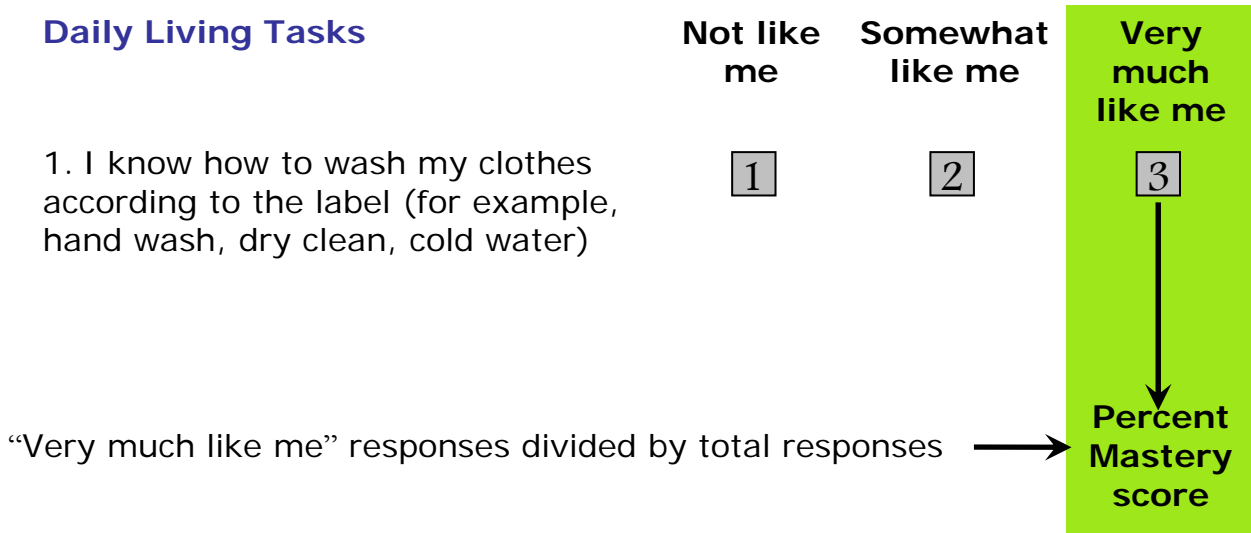 Daily Living Tasks
Not like
me
Somewhat
like me
Very
much
like me
1. I know how to wash my clothes
according to the label (for example,
hand wash, dry clean, cold water)
1
2
3
“Very much like me” responses divided by total responses
Percent
Mastery
score